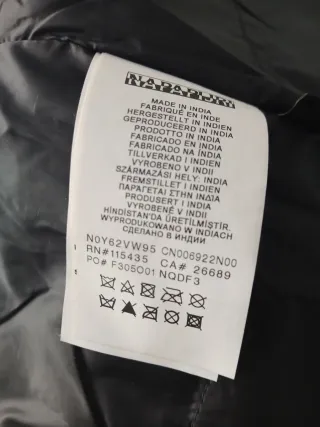 NAPAPIJRI
MADE IN INDIA
FABRIQUÉ EN INDE
HERGESTELLT IN INDIEN
GEPRODUCEERD IN INDIA
PRODOTTO IN INDIA
FABRICADO EN INDIA
FABRICADO NA ÍNDIA
TILLVERKAD I INDIEN
VYROBENO V INDII
SZÁRMAZÁSI HELY: INDIA
FREMSTILLET I INDIEN
ΠΑΡΑΓΕΤΑΙ ΣΤΗΝ ΙΝΔΙΑ
PRODUSERT I INDIA
VYROBENÉ V INDII
HİNDİSTAN'DA ÜRETİLMİŞTİR.
WYPRODUKOWANO W INDIACH
СДЕЛАНО В ИНДИИ
N0Y62VW95 CN006922N00
RN#115435 CA# 26689
PO# F305O01 NQDF3